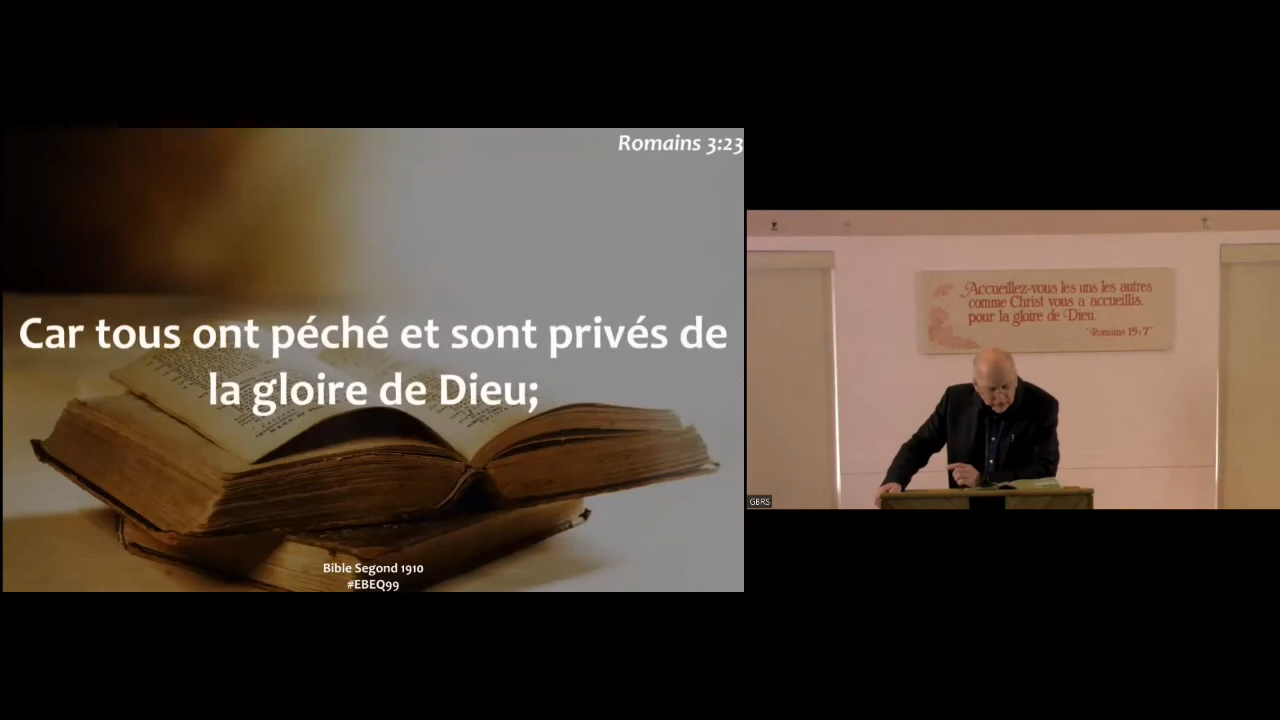 Romains 3:23
Car tous ont péché et sont privés de
la gloire de Dieu;
Bible Segond 1910
#EBEQ99
Accueillez-vous les uns les autres
comme Christ vous a accueillis,
pour la gloire de Dieu.
"Romains 15:7"
GBRS